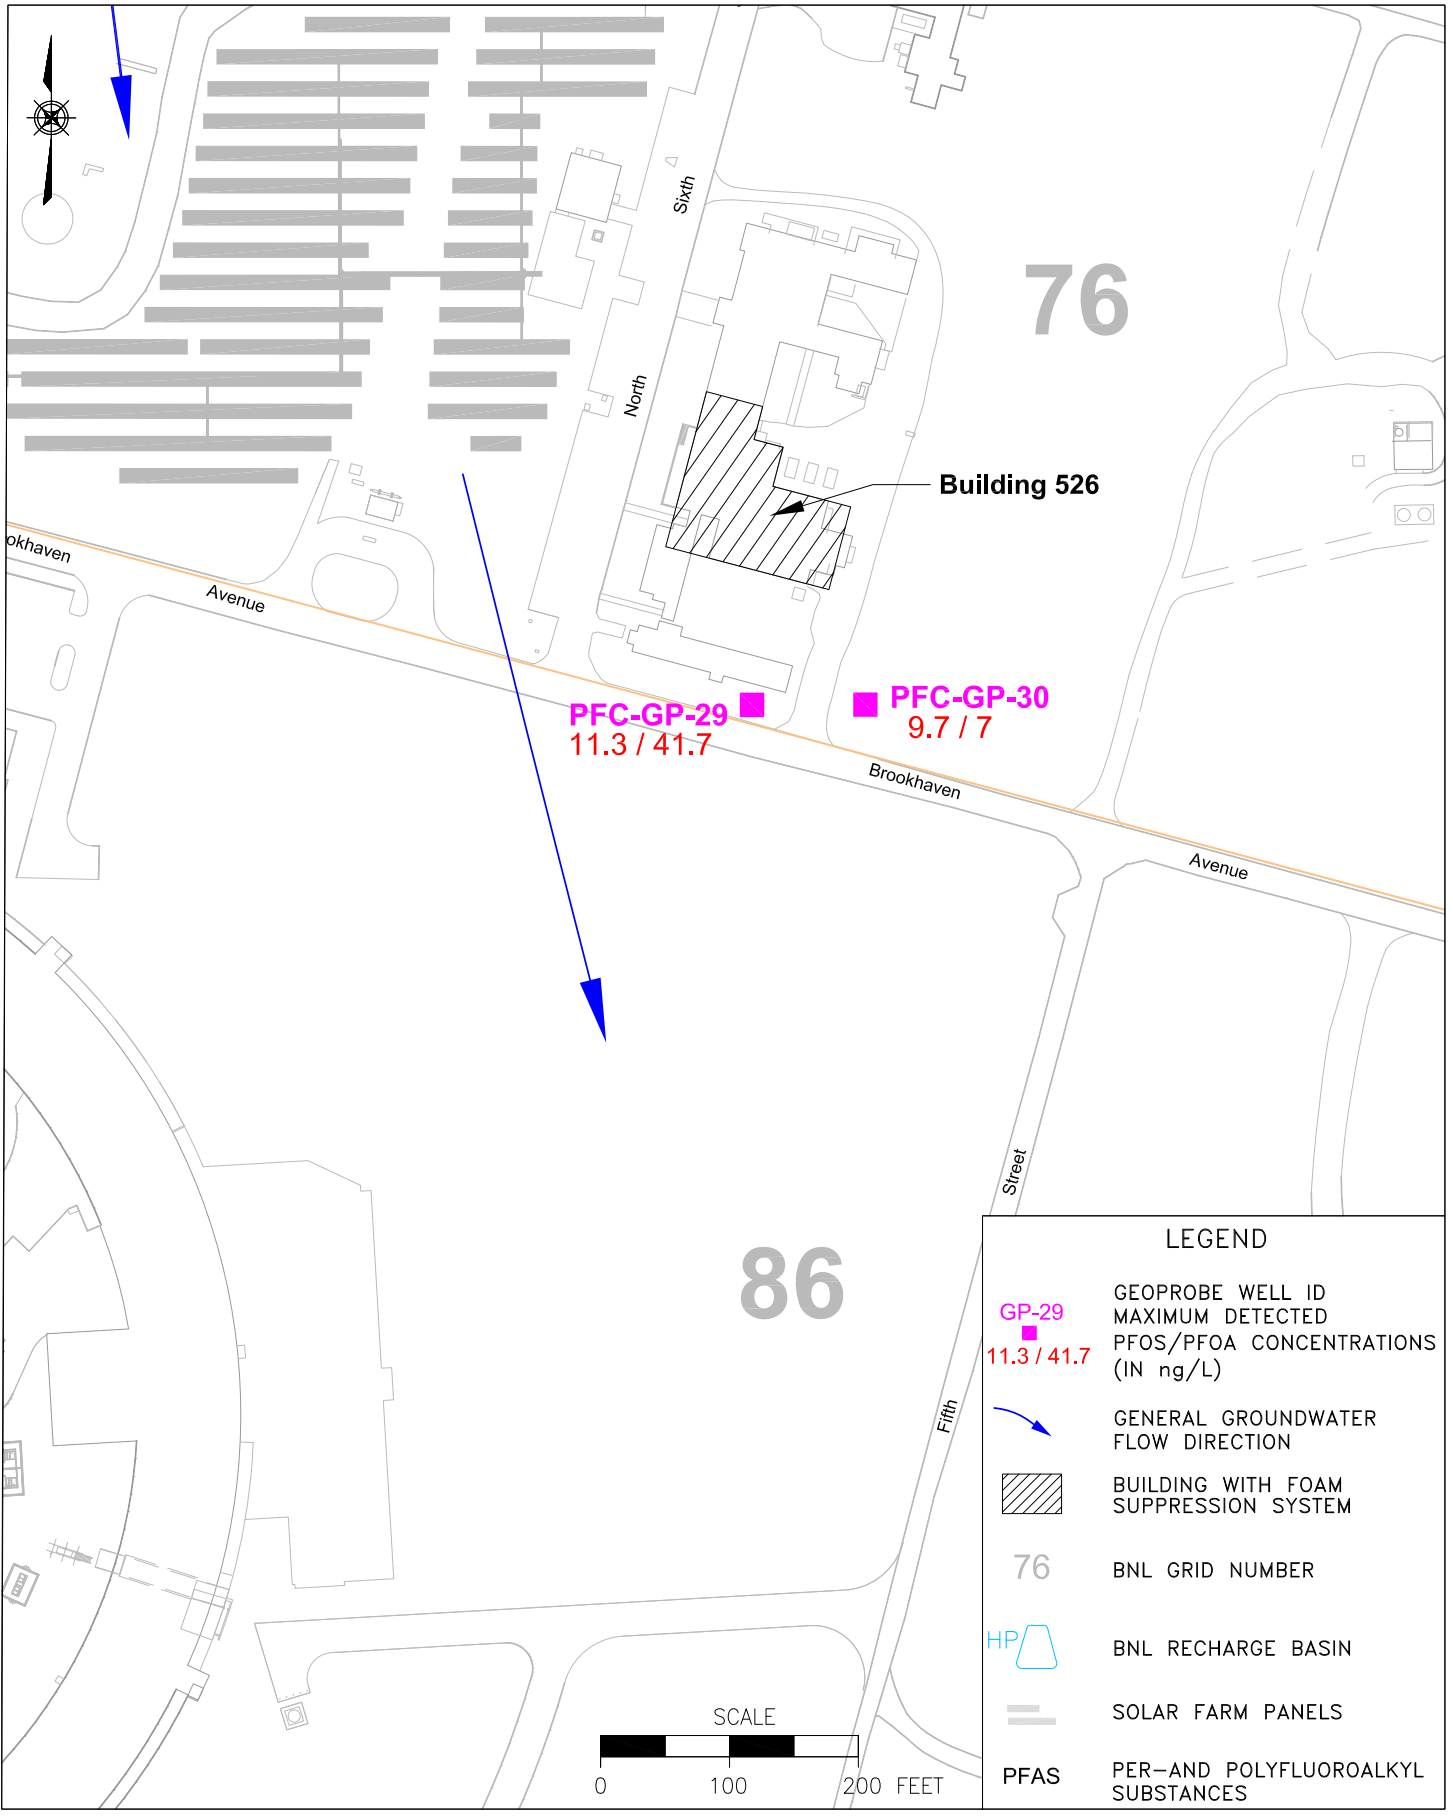 76
Sixth
North
Building 526
ookhaven
Avenue
PFC-GP-29
11.3 / 41.7
PFC-GP-30
9.7 / 7
Brookhaven
Avenue
Street
Fifth
86
SCALE
0 100 200 FEET
LEGEND
GP-29
11.3 / 41.7
GEOPROBE WELL ID
MAXIMUM DETECTED
PFOS/PFOA CONCENTRATIONS
(IN ng/L)
GENERAL GROUNDWATER
FLOW DIRECTION
BUILDING WITH FOAM
SUPPRESSION SYSTEM
76 BNL GRID NUMBER
HP BNL RECHARGE BASIN
SOLAR FARM PANELS
PFAS PER-AND POLYFLUOROALKYL
SUBSTANCES